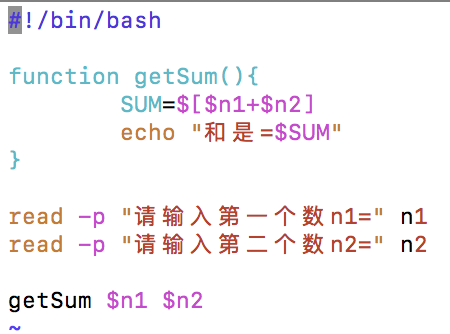 #!/bin/bash
function getSum(){
SUM=$[$n1+$n2]
echo "和是=$SUM"
}
read -p "请输入第一个数n1=" n1
read -p "请输入第二个数n2=" n2
getSum $n1 $n2
~